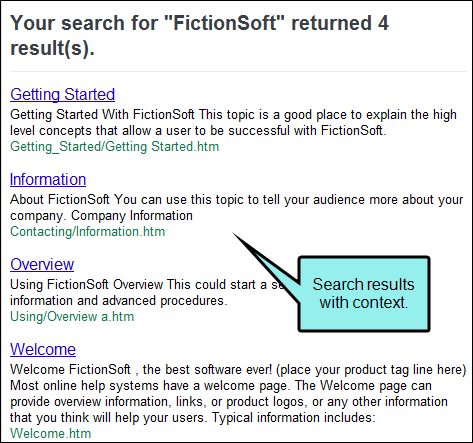 Your search for "FictionSoft" returned 4
result(s).
Getting Started
Getting Started With FictionSoft This topic is a good place to explain the high
level concepts that allow a user to be successful with FictionSoft.
Getting_Started/Getting Started.htm
Information
About FictionSoft You can use this topic to tell your audience more about your
company. Company Information
Contacting/Information.htm
Overview
Using FictionSoft Overview This could start a
information and advanced procedures.
Using/Overview a.htm
Search results
with context.
Welcome
Welcome FictionSoft , the best software ever! (place your product tag line here)
Most online help systems have a welcome page. The Welcome page can
provide overview information, links, or product logos, or any other information
that you think will help your users. Typical information includes:
Welcome.htm